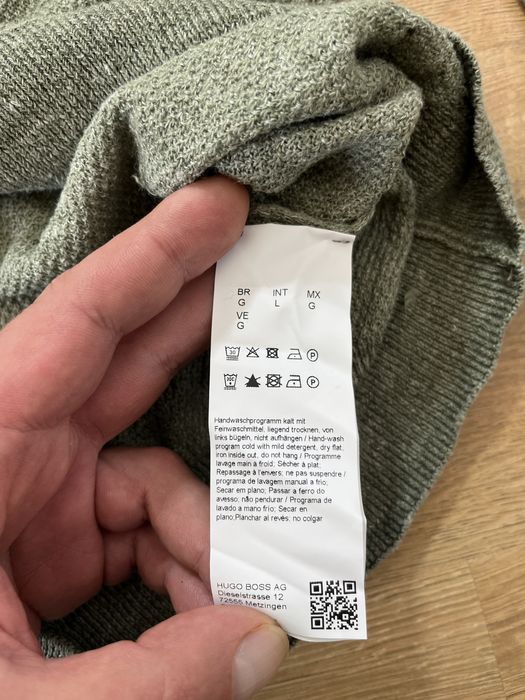 BR INT MX
G L G
VE
G
30 P
30C P
Handwaschprogramm kalt mit
Feinwaschmittel, liegend trocknen, von
links bügeln, nicht aufhängen / Hand-wash
program cold with mild detergent, dry flat,
iron inside out, do not hang / Programme
lavage main à froid; Sécher à plat;
Repassage à l'envers; ne pas suspendre /
programa de lavagem manual a frio;
Secar em plano; Passar a ferro do
avesso; não pendurar / Programa de
lavado a mano frio; Secar en
plano;Planchar al revés; no colgar
HUGO BOSS AG
Dieselstrasse 12
72555 Metzingen